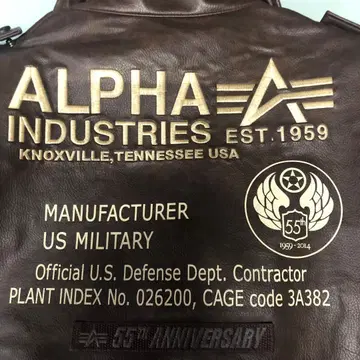 ALPHA
INDUSTRIES EST.1959
KNOXVILLE,TENNESSEE USA
MANUFACTURER
US MILITARY
55th
1959-2014
Official U.S. Defense Dept. Contractor
PLANT INDEX No. 026200, CAGE code 3A382
55TH ANNIVERSARY